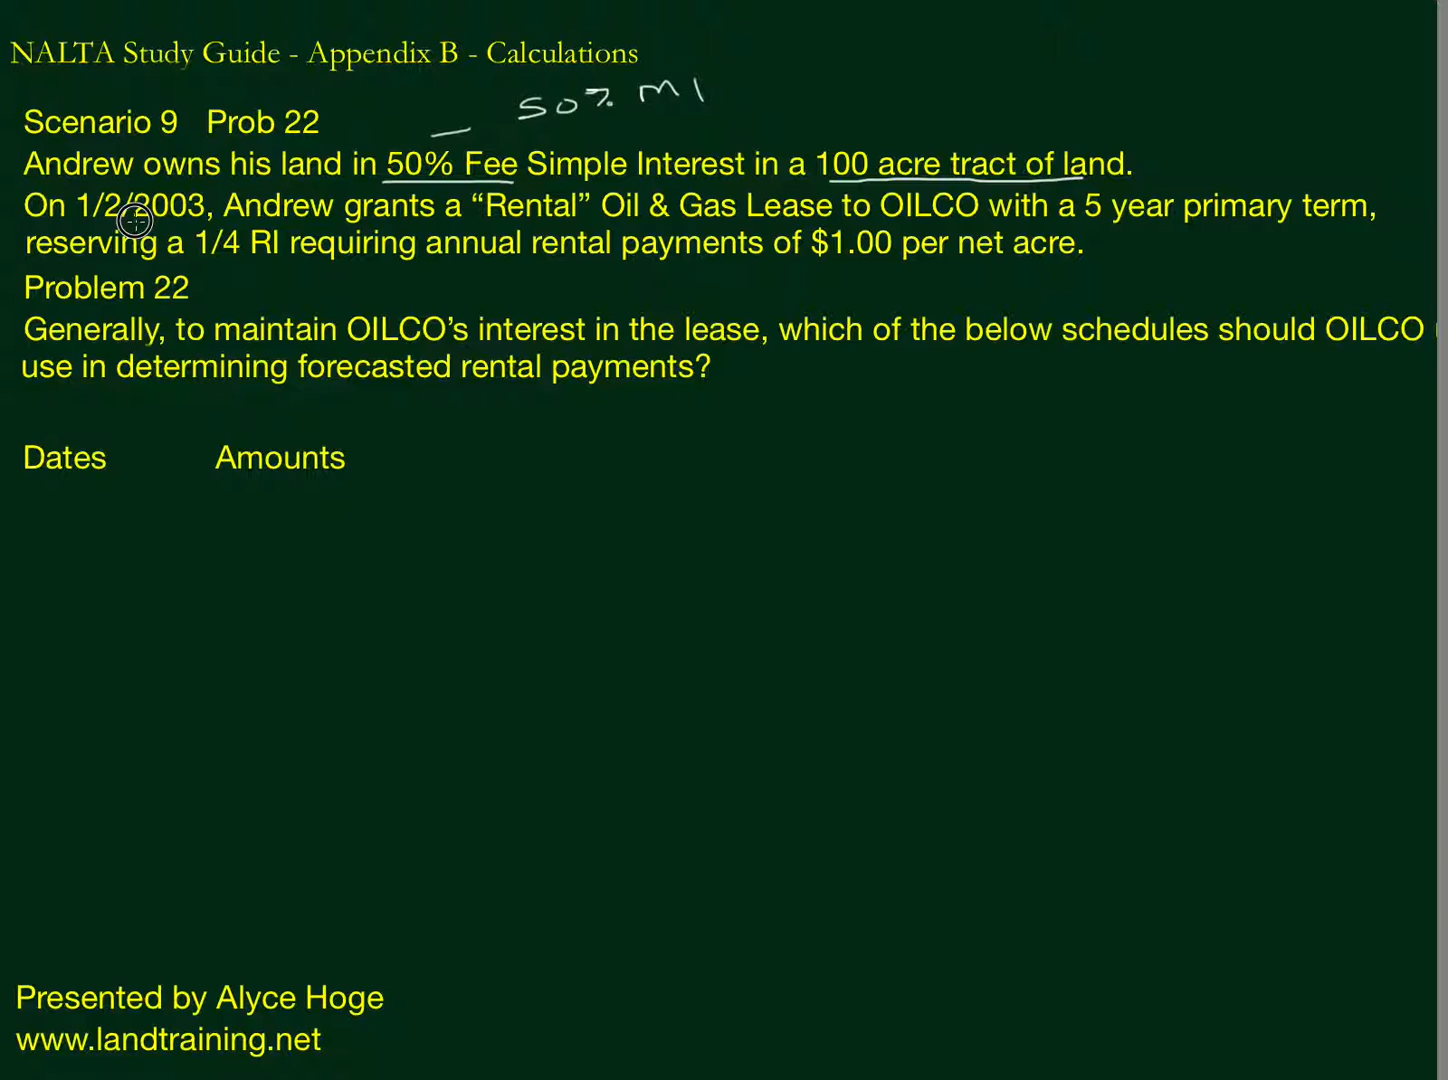 NALTA Study Guide - Appendix B - Calculations
50% MI
Scenario 9 Prob 22
Andrew owns his land in 50% Fee Simple Interest in a 100 acre tract of land.
On 1/2/2003, Andrew grants a “Rental” Oil & Gas Lease to OILCO with a 5 year primary term,
reserving a 1/4 RI requiring annual rental payments of $1.00 per net acre.
Problem 22
Generally, to maintain OILCO’s interest in the lease, which of the below schedules should OILCO
use in determining forecasted rental payments?
Dates Amounts
Presented by Alyce Hoge
www.landtraining.net